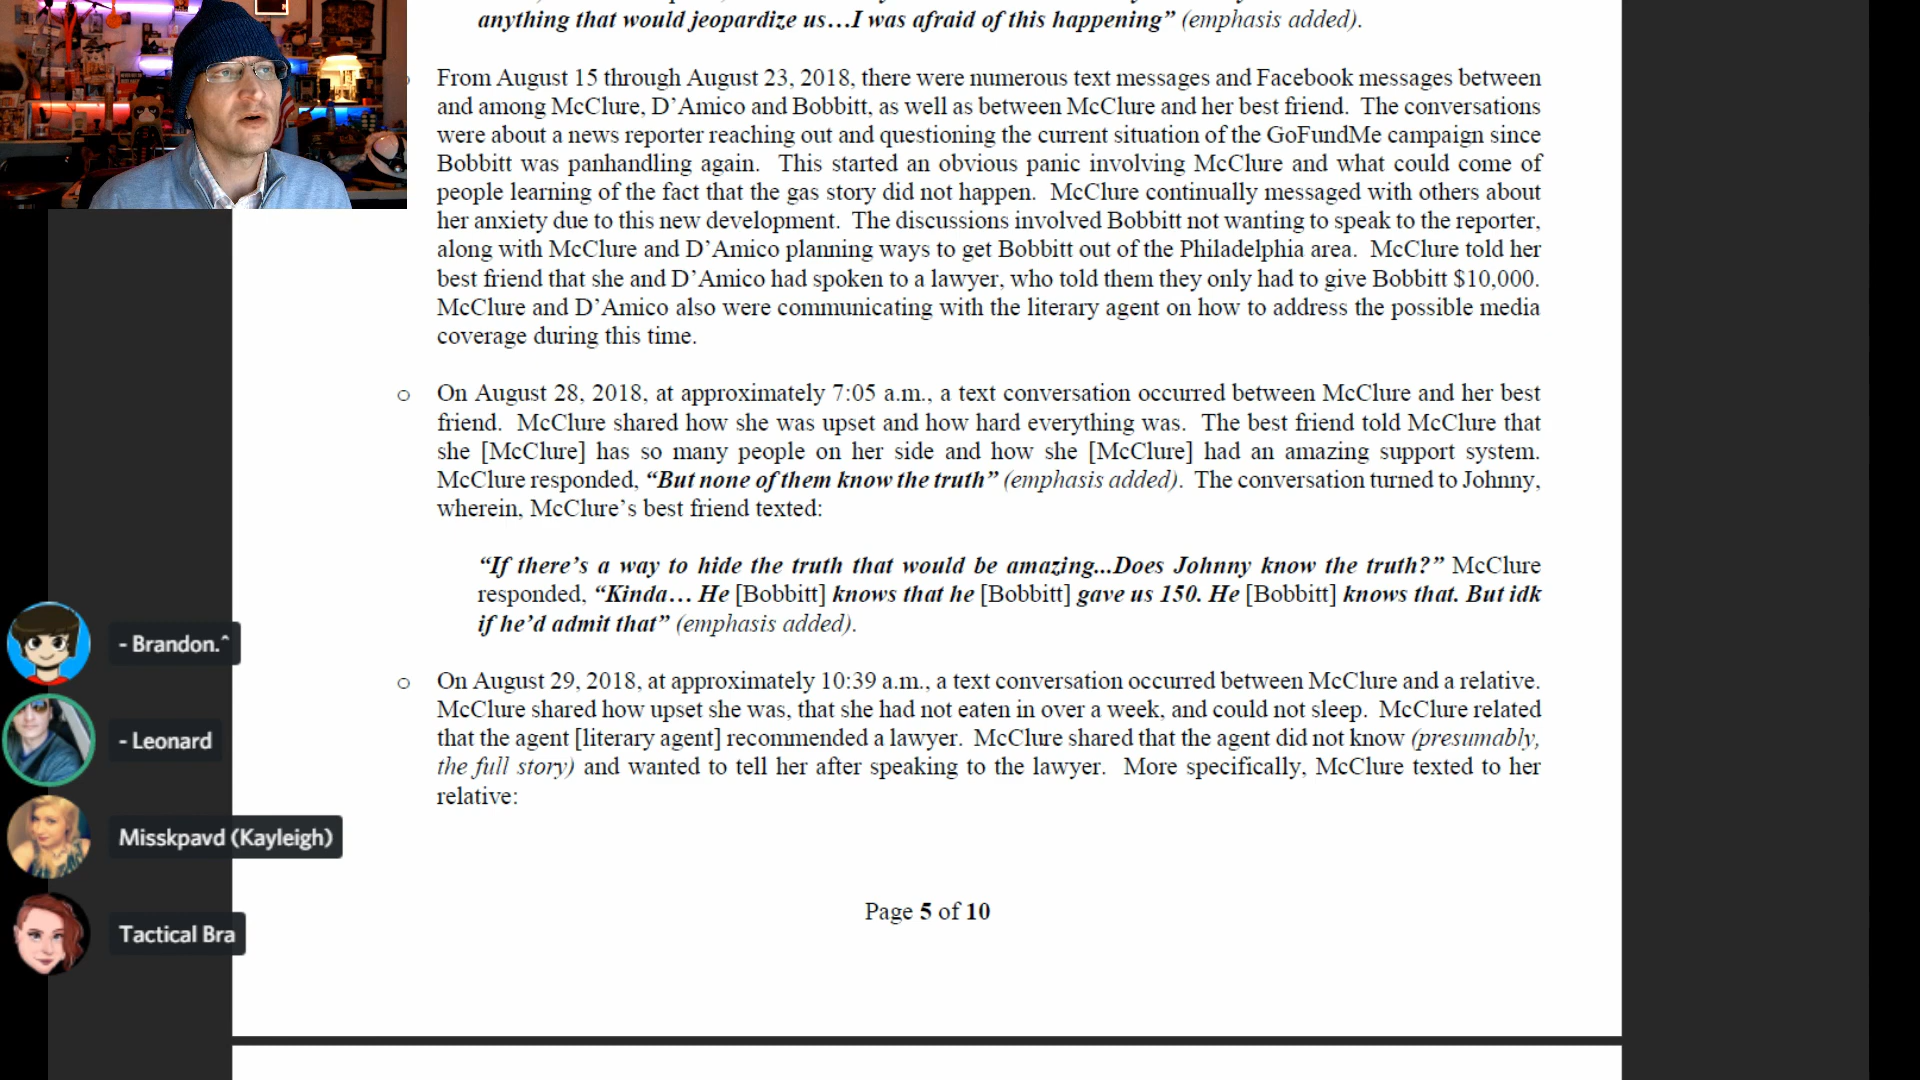 anything that would jeopardize us…I was afraid of this happening” (emphasis added).
From August 15 through August 23, 2018, there were numerous text messages and Facebook messages between
and among McClure, D’Amico and Bobbitt, as well as between McClure and her best friend. The conversations
were about a news reporter reaching out and questioning the current situation of the GoFundMe campaign since
Bobbitt was panhandling again. This started an obvious panic involving McClure and what could come of
people learning of the fact that the gas story did not happen. McClure continually messaged with others about
her anxiety due to this new development. The discussions involved Bobbitt not wanting to speak to the reporter,
along with McClure and D’Amico planning ways to get Bobbitt out of the Philadelphia area. McClure told her
best friend that she and D’Amico had spoken to a lawyer, who told them they only had to give Bobbitt $10,000.
McClure and D’Amico also were communicating with the literary agent on how to address the possible media
coverage during this time.
o On August 28, 2018, at approximately 7:05 a.m., a text conversation occurred between McClure and her best
friend. McClure shared how she was upset and how hard everything was. The best friend told McClure that
she [McClure] has so many people on her side and how she [McClure] had an amazing support system.
McClure responded, “But none of them know the truth” (emphasis added). The conversation turned to Johnny,
wherein, McClure’s best friend texted:
“If there’s a way to hide the truth that would be amazing...Does Johnny know the truth?” McClure
responded, “Kinda… He [Bobbitt] knows that he [Bobbitt] gave us 150. He [Bobbitt] knows that. But idk
if he’d admit that” (emphasis added).
o On August 29, 2018, at approximately 10:39 a.m., a text conversation occurred between McClure and a relative.
McClure shared how upset she was, that she had not eaten in over a week, and could not sleep. McClure related
that the agent [literary agent] recommended a lawyer. McClure shared that the agent did not know (presumably,
the full story) and wanted to tell her after speaking to the lawyer. More specifically, McClure texted to her
relative:
Page 5 of 10
- Brandon.^
- Leonard
Misskpavd (Kayleigh)
Tactical Bra